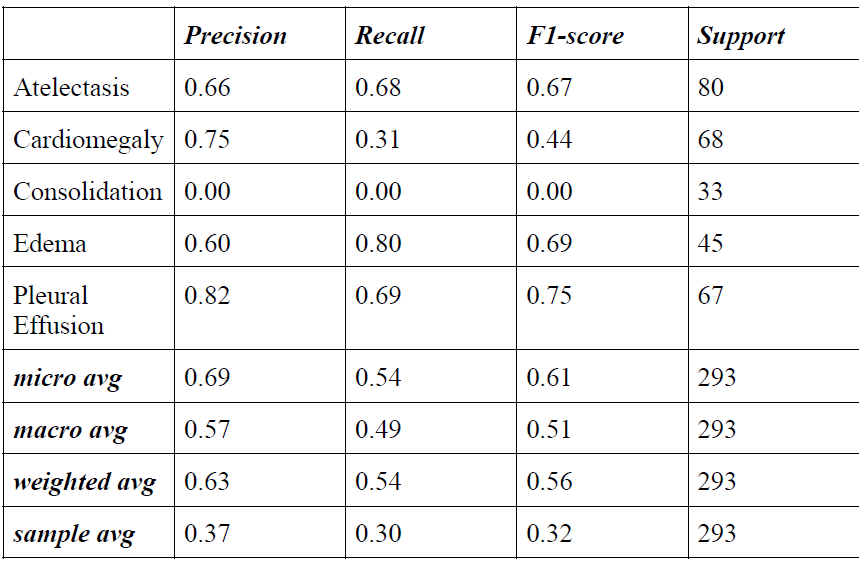 Precision Recall F1-score Support
Atelectasis 0.66 0.68 0.67 80
Cardiomegaly 0.75 0.31 0.44 68
Consolidation 0.00 0.00 0.00 33
Edema 0.60 0.80 0.69 45
Pleural 0.82 0.69 0.75 67
Effusion
micro avg 0.69 0.54 0.61 293
macro avg 0.57 0.49 0.51 293
weighted avg 0.63 0.54 0.56 293
sample avg 0.37 0.30 0.32 293